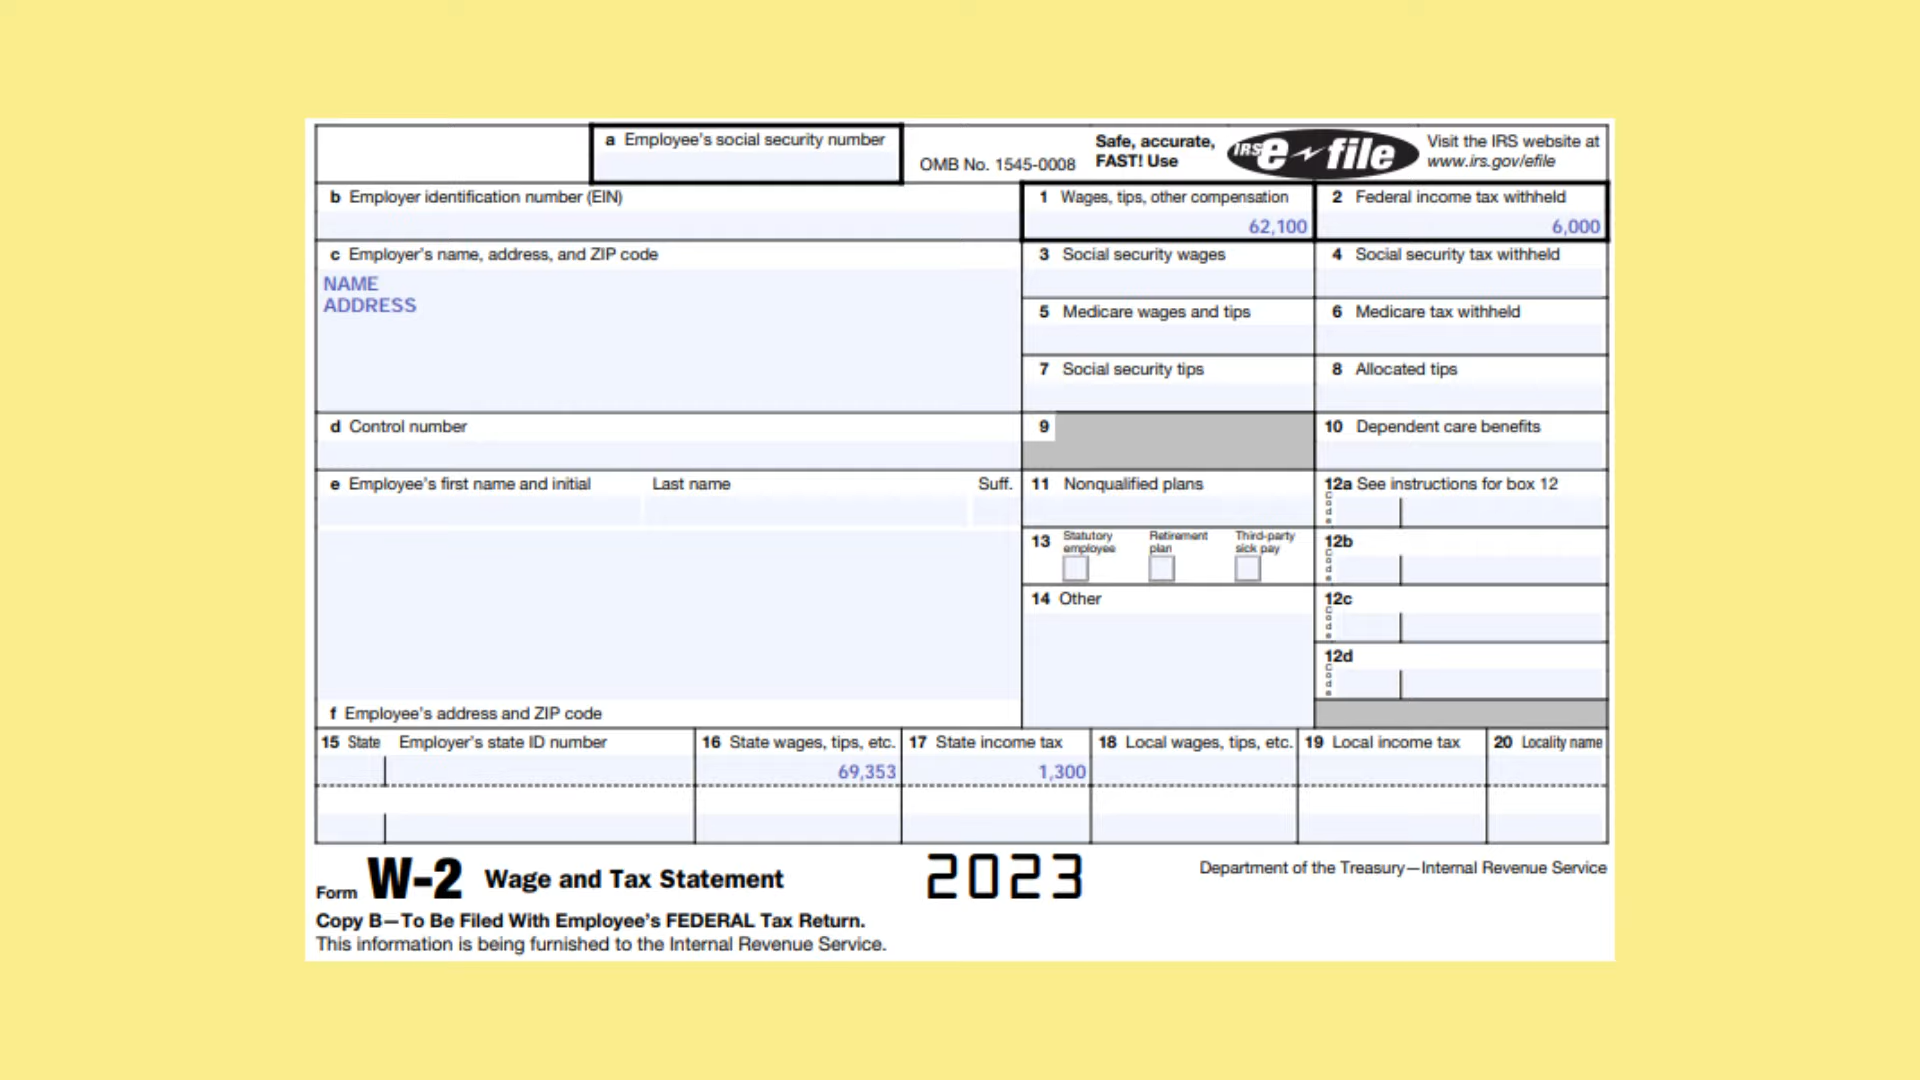 a Employee's social security number
OMB No. 1545-0008
Safe, accurate,
FAST! Use
IRS e-file
Visit the IRS website at
www.irs.gov/efile
b Employer identification number (EIN)
1 Wages, tips, other compensation
62,100
2 Federal income tax withheld
6,000
c Employer's name, address, and ZIP code
NAME
ADDRESS
3 Social security wages
4 Social security tax withheld
5 Medicare wages and tips
6 Medicare tax withheld
7 Social security tips
8 Allocated tips
d Control number
9
10 Dependent care benefits
e Employee's first name and initial
Last name
Suff.
11 Nonqualified plans
12a See instructions for box 12
Code
13
Statutory
employee
Retirement
plan
Third-party
sick pay
12b
Code
14 Other
12c
Code
12d
Code
f Employee's address and ZIP code
15 State
Employer's state ID number
16 State wages, tips, etc.
69,353
17 State income tax
1,300
18 Local wages, tips, etc.
19 Local income tax
20 Locality name
Form W-2 Wage and Tax Statement
2023
Department of the Treasury—Internal Revenue Service
Copy B—To Be Filed With Employee's FEDERAL Tax Return.
This information is being furnished to the Internal Revenue Service.